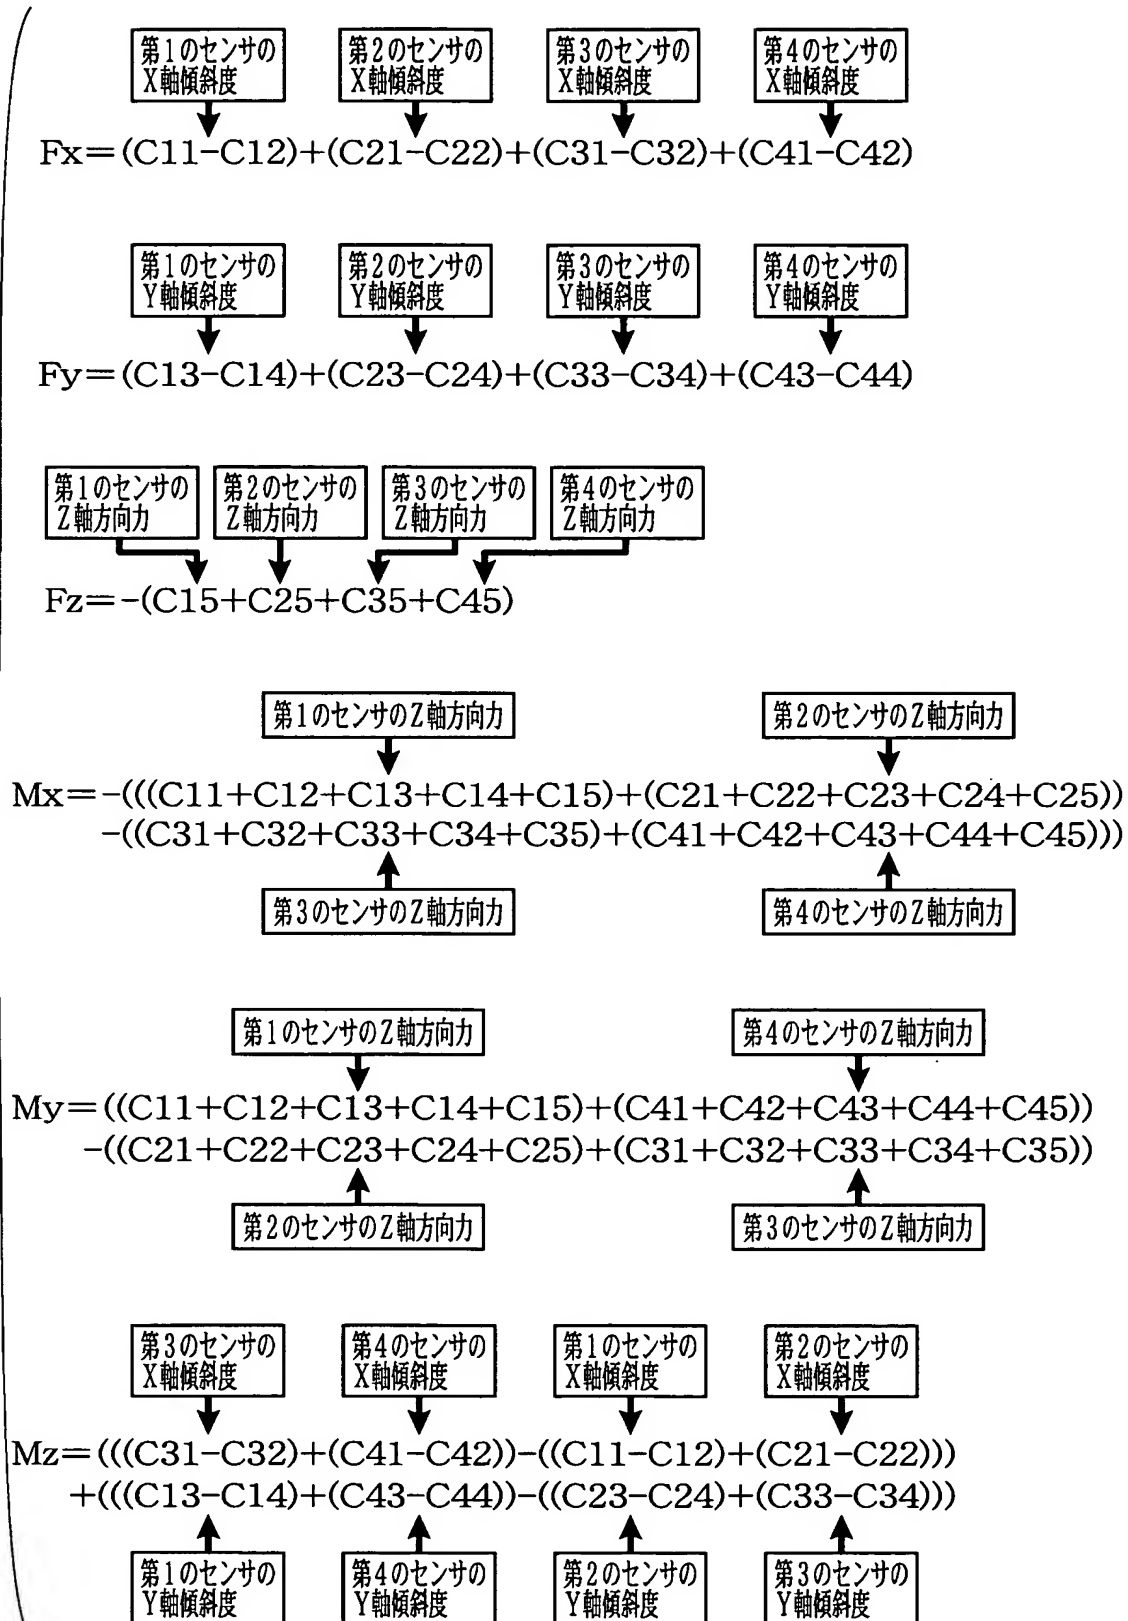 第1のセンサの
X軸傾斜度
第2のセンサの
X軸傾斜度
第3のセンサの
X軸傾斜度
第4のセンサの
X軸傾斜度
Fx=(C11-C12)+(C21-C22)+(C31-C32)+(C41-C42)
第1のセンサの
Y軸傾斜度
第2のセンサの
Y軸傾斜度
第3のセンサの
Y軸傾斜度
第4のセンサの
Y軸傾斜度
Fy=(C13-C14)+(C23-C24)+(C33-C34)+(C43-C44)
第1のセンサの
Z軸方向力
第2のセンサの
Z軸方向力
第3のセンサの
Z軸方向力
第4のセンサの
Z軸方向力
Fz=-(C15+C25+C35+C45)
第1のセンサのZ軸方向力
第2のセンサのZ軸方向力
Mx=-(((C11+C12+C13+C14+C15)+(C21+C22+C23+C24+C25))
-((C31+C32+C33+C34+C35)+(C41+C42+C43+C44+C45)))
第3のセンサのZ軸方向力
第4のセンサのZ軸方向力
第1のセンサのZ軸方向力
第4のセンサのZ軸方向力
My=((C11+C12+C13+C14+C15)+(C41+C42+C43+C44+C45))
-((C21+C22+C23+C24+C25)+(C31+C32+C33+C34+C35))
第2のセンサのZ軸方向力
第3のセンサのZ軸方向力
第3のセンサの
X軸傾斜度
第4のセンサの
X軸傾斜度
第1のセンサの
X軸傾斜度
第2のセンサの
X軸傾斜度
Mz=(((C31-C32)+(C41-C42))-((C11-C12)+(C21-C22)))
+(((C13-C14)+(C43-C44))-((C23-C24)+(C33-C34)))
第1のセンサの
Y軸傾斜度
第4のセンサの
Y軸傾斜度
第2のセンサの
Y軸傾斜度
第3のセンサの
Y軸傾斜度